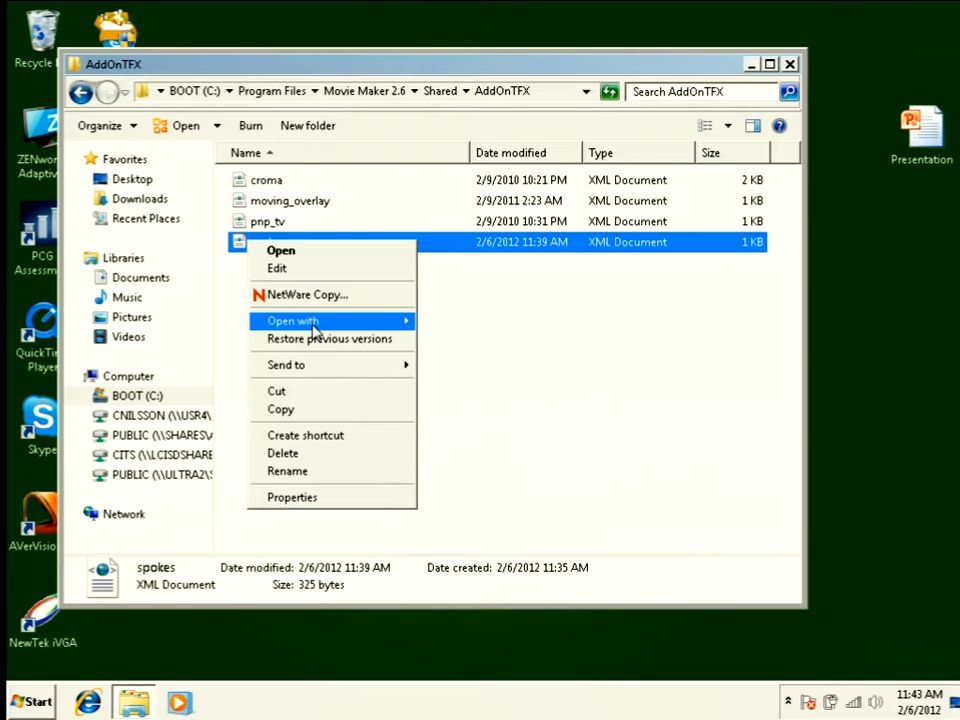 Recycle
AddOnTFX
BOOT (C:) Program Files Movie Maker 2.6 Shared AddOnTFX Search AddOnTFX
Organize Open Burn New folder
Name Date modified Type Size
ZENwor
Adaptiv
Presentation
Favorites
Desktop
Downloads
Recent Places
croma 2/9/2010 10:21 PM XML Document 2 KB
moving_overlay 2/9/2011 2:23 AM XML Document 1 KB
pnp_tv 2/9/2010 10:31 PM XML Document 1 KB
2/6/2012 11:39 AM XML Document 1 KB
Open
Edit
NetWare Copy...
Open with
Restore previous versions
Send to
Cut
Copy
Create shortcut
Delete
Rename
Properties
PCG
Assessm
Libraries
Documents
Music
Pictures
Videos
QuickTim
Player
Computer
BOOT (C:)
CNILSSON (\\USR4\
PUBLIC (\\SHARES\
CITS (\\LCISDSHARE
PUBLIC (\\ULTRA2\S
Skype
Network
AVerVision
spokes Date modified: 2/6/2012 11:39 AM Date created: 2/6/2012 11:35 AM
XML Document Size: 325 bytes
NewTek iVGA
Start
11:43 AM
2/6/2012